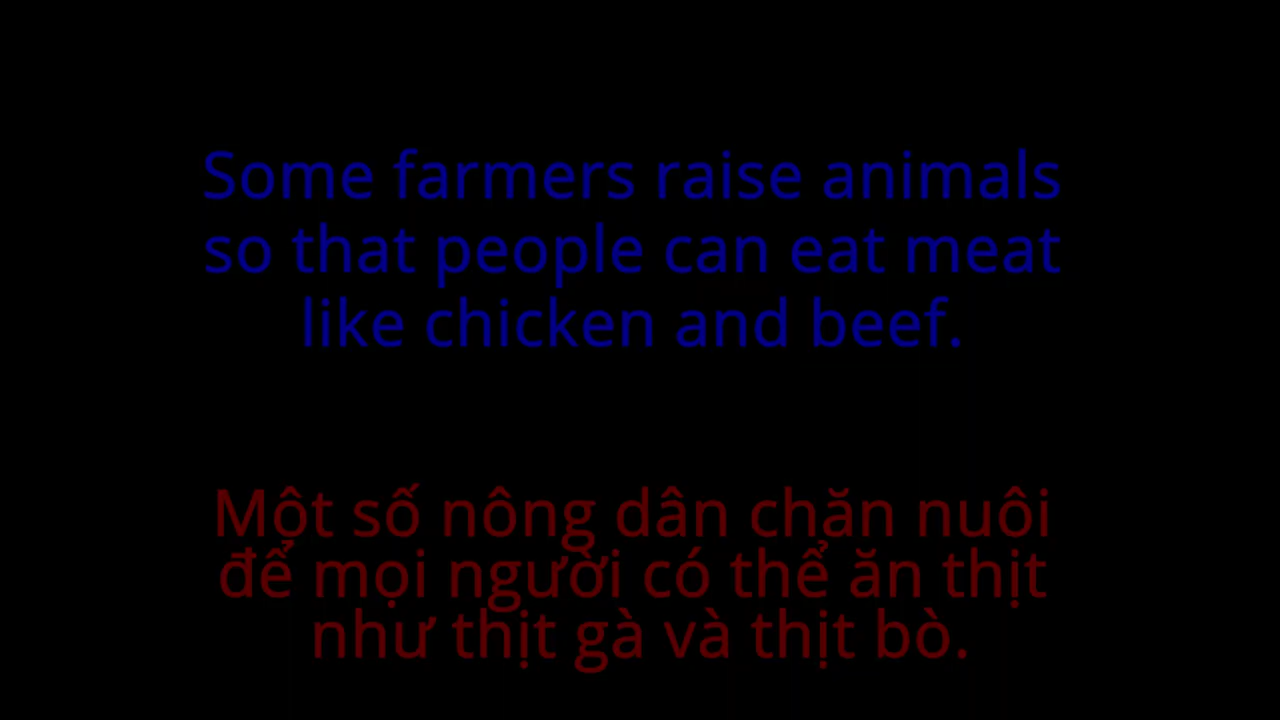 Some farmers raise animals
so that people can eat meat
like chicken and beef.
Một số nông dân chăn nuôi
để mọi người có thể ăn thịt
như thịt gà và thịt bò.